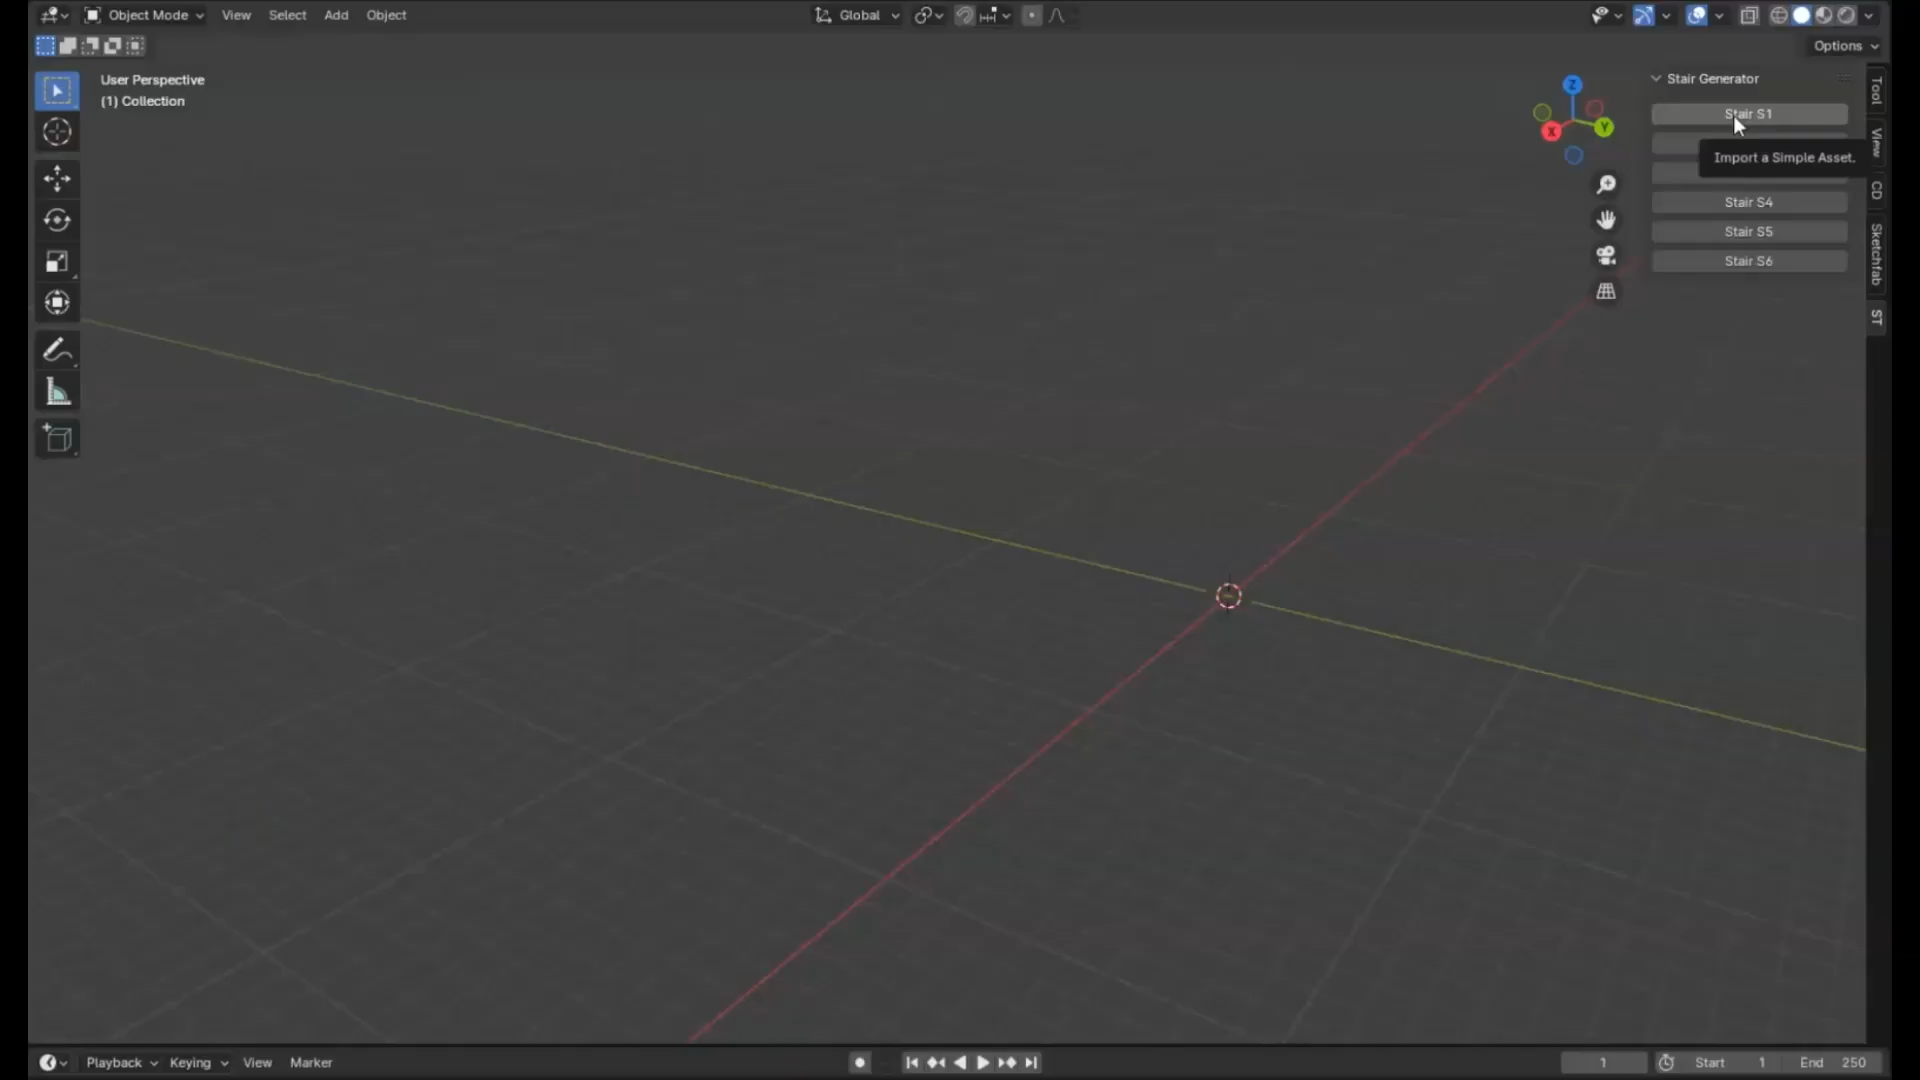 Object Mode View Select Add Object Global
Options
User Perspective
(1) Collection
Z
X
Y
Stair Generator
Stair S1
Import a Simple Asset.
Stair S4
Stair S5
Stair S6
Tool
View
CD
Sketchfab
ST
Playback Keying View Marker 1 Start 1 End 250